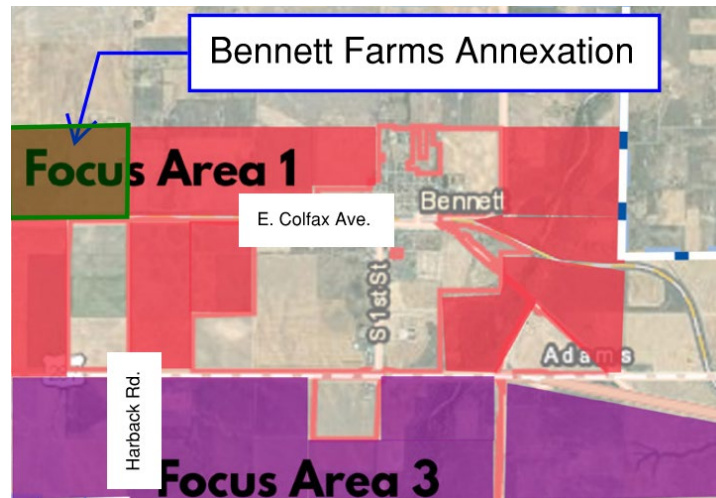 Bennett Farms Annexation
Focus Area 1
Bennett
E. Colfax Ave.
S 1st St
Adams
Harback Rd.
Focus Area 3